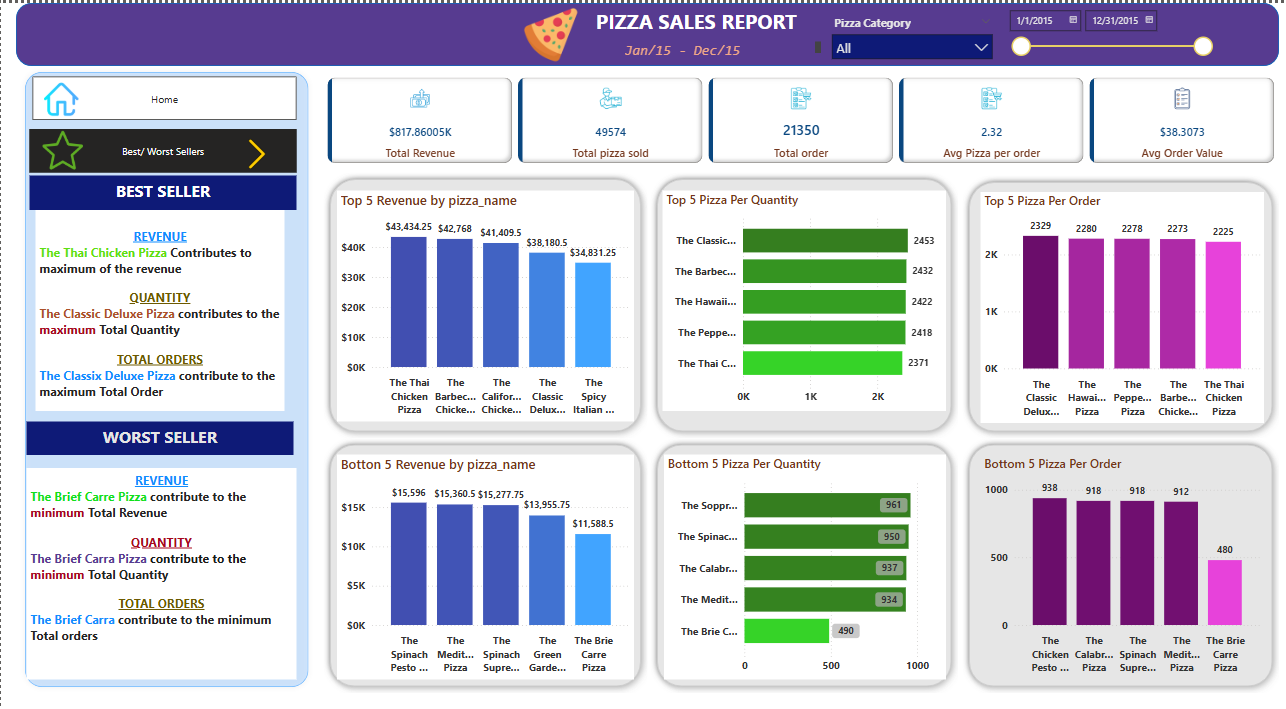 PIZZA SALES REPORT
Jan/15 - Dec/15
Pizza Category
All
1/1/2015
12/31/2015
Home
Best/ Worst Sellers
BEST SELLER
REVENUE
The Thai Chicken Pizza Contributes to
maximum of the revenue
QUANTITY
The Classic Deluxe Pizza contributes to the
maximum Total Quantity
TOTAL ORDERS
The Classix Deluxe Pizza contribute to the
maximum Total Order
WORST SELLER
REVENUE
The Brief Carre Pizza contribute to the
minimum Total Revenue
QUANTITY
The Brief Carra Pizza contribute to the
minimum Total Quantity
TOTAL ORDERS
The Brief Carra contribute to the minimum
Total orders
$817.86005K
Total Revenue
49574
Total pizza sold
21350
Total order
2.32
Avg Pizza per order
$38.3073
Avg Order Value
Top 5 Revenue by pizza_name
$43,434.25 $42,768 $41,409.5 $38,180.5 $34,831.25
$40K
$30K
$20K
$10K
$0K
The Thai The The The The
Chicken Barbec... Califor... Classic Spicy
Pizza Chicke... Chicke... Delux... Italian ...
Top 5 Pizza Per Quantity
The Classic... 2453
The Barbec... 2432
The Hawaii... 2422
The Peppe... 2418
The Thai C... 2371
0K 1K 2K
Top 5 Pizza Per Order
2329 2280 2278 2273 2225
2K
1K
0K
The The The The The Thai
Classic Hawai... Peppe... Barbe... Chicken
Delux... Pizza Pizza Chicke... Pizza
Botton 5 Revenue by pizza_name
$15,596 $15,360.5 $15,277.75 $13,955.75 $11,588.5
$15K
$10K
$5K
$0K
The The The The The Brie
Spinach Medit... Spinach Green Carre
Pesto ... Pizza Supre... Garde... Pizza
Bottom 5 Pizza Per Quantity
The Soppr... 961
The Spinac... 950
The Calabr... 937
The Medit... 934
The Brie C... 490
0 500 1000
Bottom 5 Pizza Per Order
938 918 918 912 480
1000
500
0
The The The The The Brie
Chicken Calabr... Spinach Medit... Carre
Pesto ... Pizza Supre... Pizza Pizza